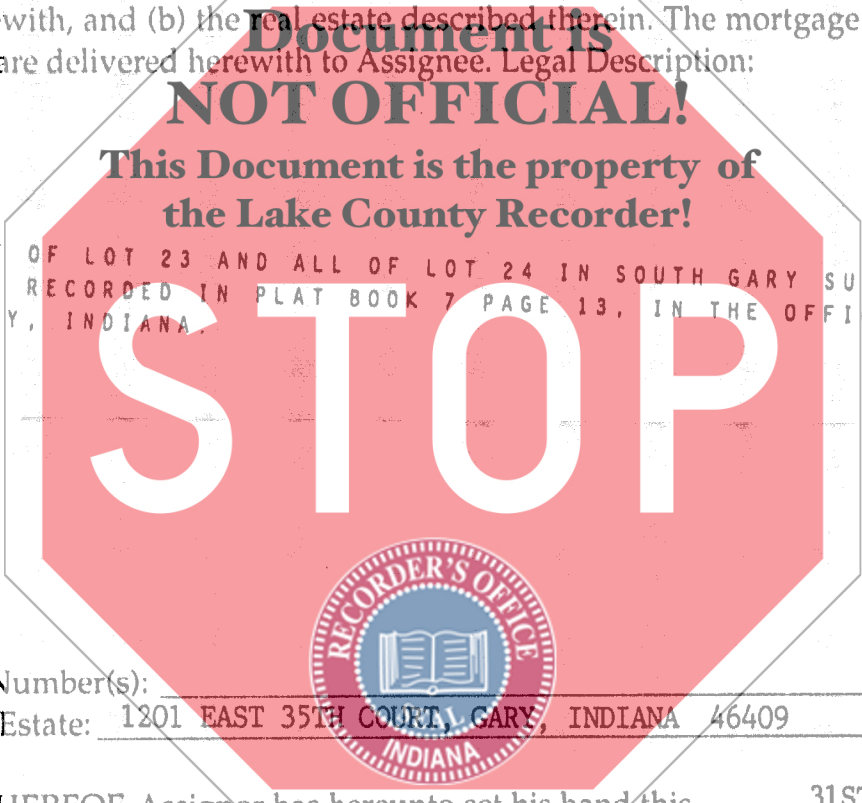 with, and (b) the real estate described therein. The mortgage
Document is
are delivered herewith to Assignee. Legal Description:
NOT OFFICIAL!
This Document is the property of
the Lake County Recorder!
OF LOT 23 AND ALL OF LOT 24 IN SOUTH GARY SU
RECORDED IN PLAT BOOK 7 PAGE 13, IN THE OFFI
Y, INDIANA.
STOP
RECORDER'S OFFICE
Number(s):
Estate: 1201 EAST 35TH COURT, GARY, INDIANA 46409
INDIANA
HEREOF, Assignor has hereunto set his hand this 31ST